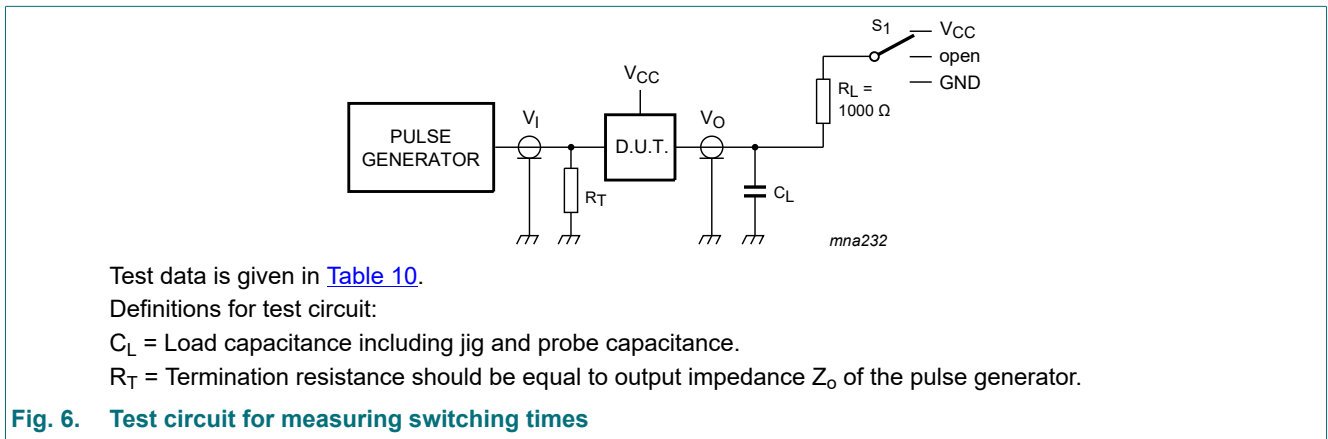 S1
VCC
open
GND
VCC
RL =
1000 Ω
PULSE
GENERATOR
VI
D.U.T.
VO
RT
CL
mna232
Test data is given in Table 10.
Definitions for test circuit:
CL = Load capacitance including jig and probe capacitance.
RT = Termination resistance should be equal to output impedance Zo of the pulse generator.
Fig. 6. Test circuit for measuring switching times